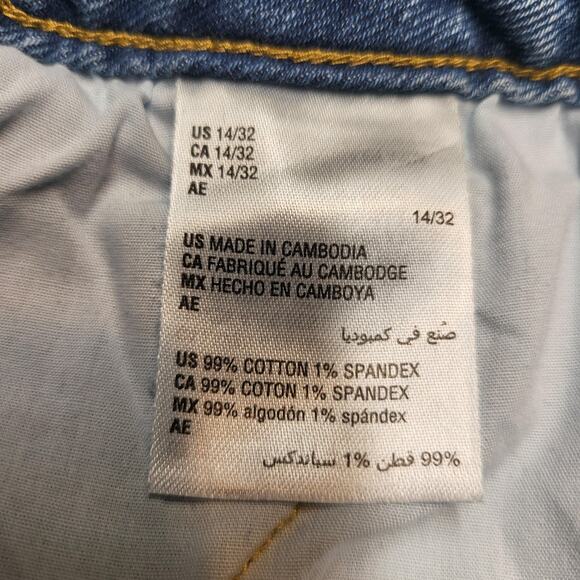 US 14/32
CA 14/32
MX 14/32
AE
14/32
US MADE IN CAMBODIA
CA FABRIQUÉ AU CAMBODGE
MX HECHO EN CAMBOYA
AE
صُنع في كمبوديا
US 99% COTTON 1% SPANDEX
CA 99% COTON 1% SPANDEX
MX 99% algodón 1% spándex
AE
99% قطن 1% سباندكس